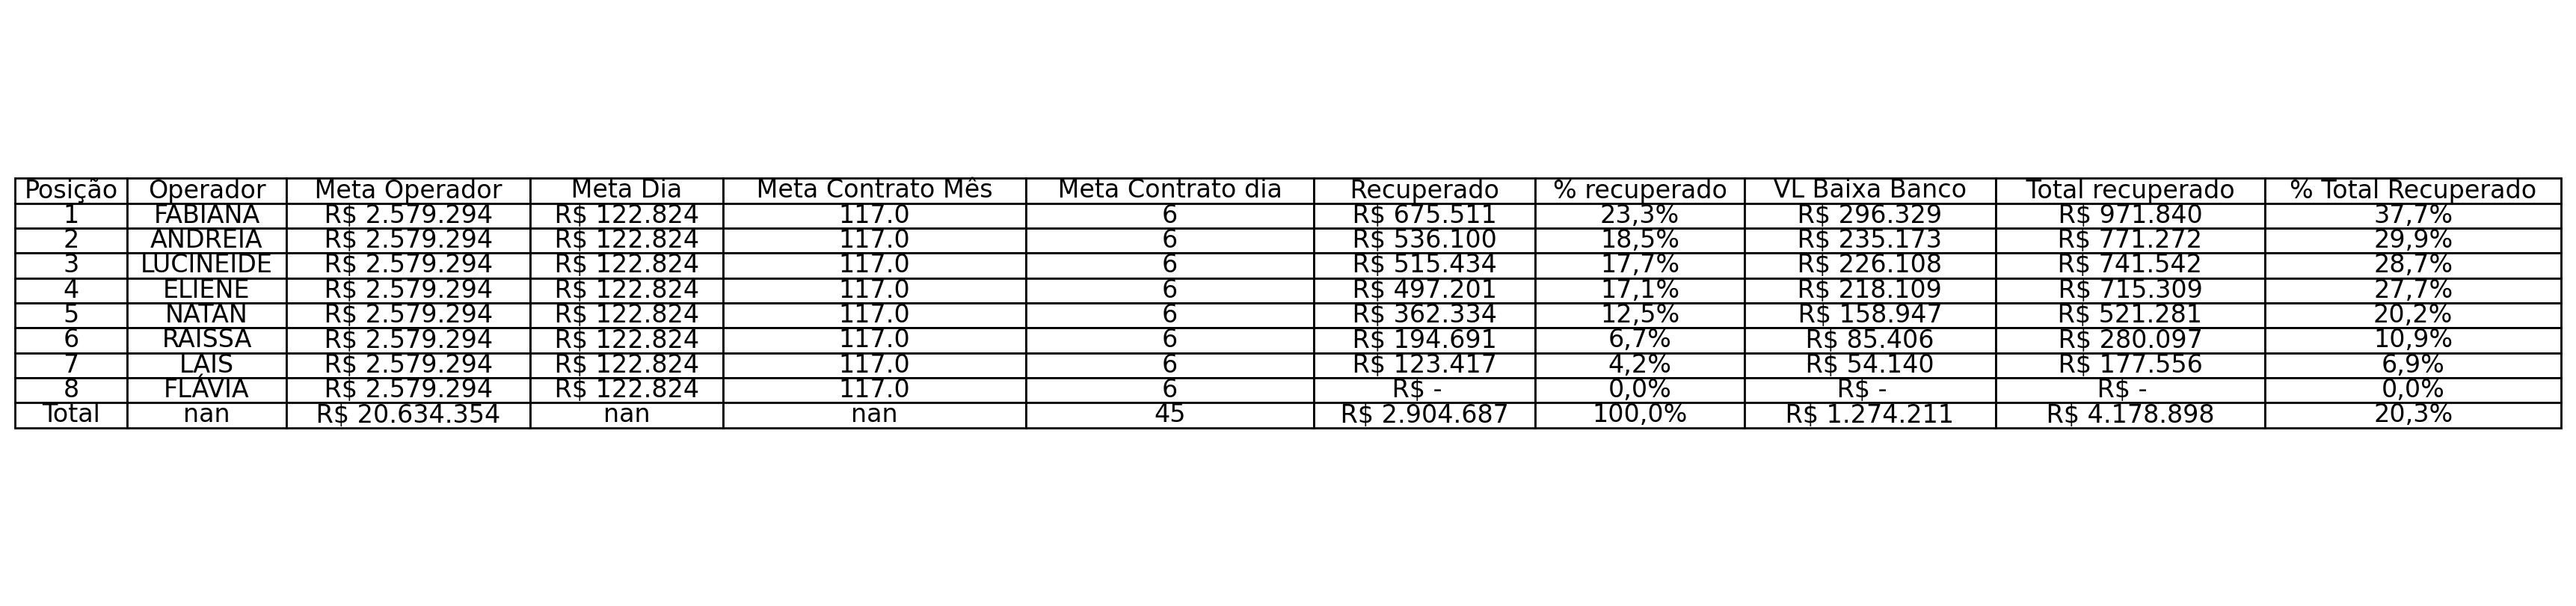 Posição Operador Meta Operador Meta Dia Meta Contrato Mês Meta Contrato dia Recuperado % recuperado VL Baixa Banco Total recuperado % Total Recuperado
1 FABIANA R$ 2.579.294 R$ 122.824 117.0 6 R$ 675.511 23,3% R$ 296.329 R$ 971.840 37,7%
2 ANDREIA R$ 2.579.294 R$ 122.824 117.0 6 R$ 536.100 18,5% R$ 235.173 R$ 771.272 29,9%
3 LUCINEIDE R$ 2.579.294 R$ 122.824 117.0 6 R$ 515.434 17,7% R$ 226.108 R$ 741.542 28,7%
4 ELIENE R$ 2.579.294 R$ 122.824 117.0 6 R$ 497.201 17,1% R$ 218.109 R$ 715.309 27,7%
5 NATAN R$ 2.579.294 R$ 122.824 117.0 6 R$ 362.334 12,5% R$ 158.947 R$ 521.281 20,2%
6 RAISSA R$ 2.579.294 R$ 122.824 117.0 6 R$ 194.691 6,7% R$ 85.406 R$ 280.097 10,9%
7 LAIS R$ 2.579.294 R$ 122.824 117.0 6 R$ 123.417 4,2% R$ 54.140 R$ 177.556 6,9%
8 FLÁVIA R$ 2.579.294 R$ 122.824 117.0 6 R$ - 0,0% R$ - R$ - 0,0%
Total nan R$ 20.634.354 nan nan 45 R$ 2.904.687 100,0% R$ 1.274.211 R$ 4.178.898 20,3%